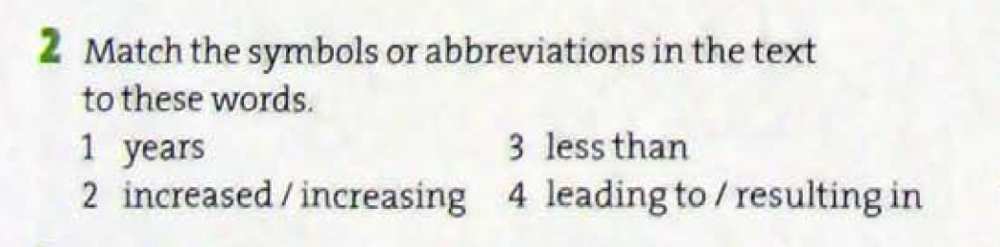 2 Match the symbols or abbreviations in the text
to these words.
1 years 3 less than
2 increased / increasing 4 leading to / resulting in